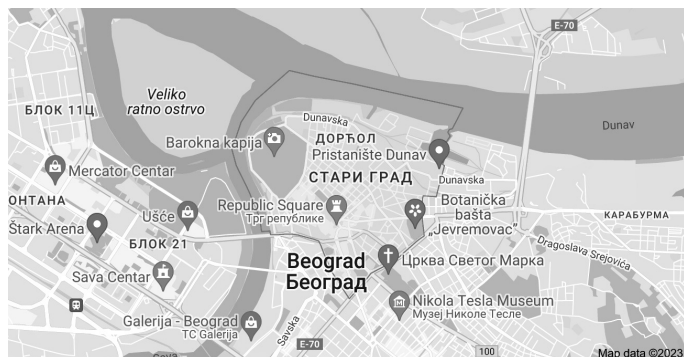 E-70
Veliko
ratno ostrvo
БЛОК 11Ц
Dunavska
Dunav
Barokna kapija
ДОРЋОЛ
Pristanište Dunav
Mercator Centar
СТАРИ ГРАД
Dunavska
ОНТАНА
Ušće
Republic Square
Трг републике
Botanička
bašta
„Jevremovac”
КАРАБУРМА
Štark Arena
БЛОК 21
Dragoslava Srejovića
Beograd
Београд
Црква Светог Марка
Sava Centar
Nikola Tesla Museum
Музеј Николе Тесле
Galerija - Beograd
TC Galerija
Savska
E-70
100
Map data ©2023